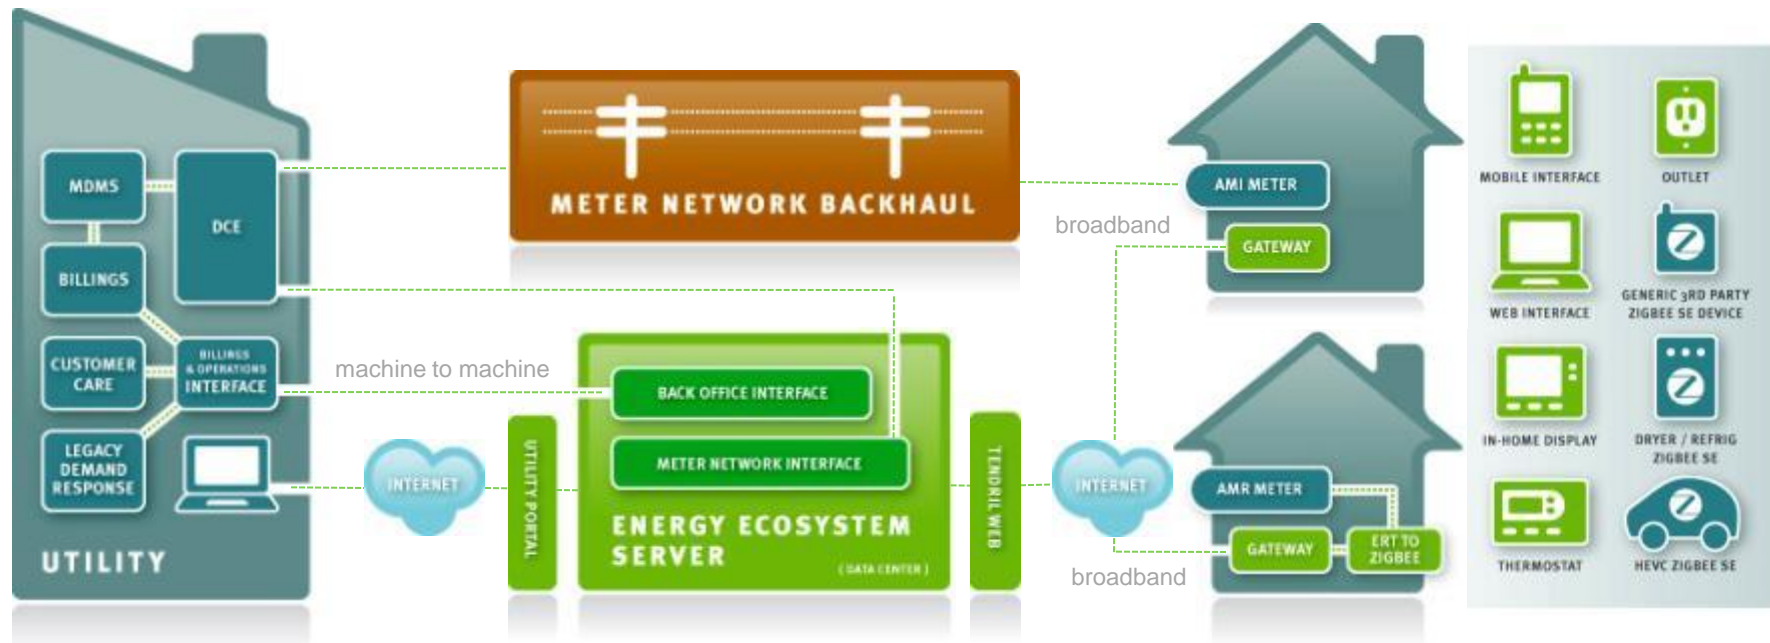 MDMS
DCE
BILLINGS
CUSTOMER
CARE
BILLINGS
& OPERATIONS
INTERFACE
LEGACY
DEMAND
RESPONSE
UTILITY
machine to machine
INTERNET
METER NETWORK BACKHAUL
UTILITY PORTAL
BACK OFFICE INTERFACE
METER NETWORK INTERFACE
ENERGY ECOSYSTEM
SERVER
( DATA CENTER )
TENDRIL WEB
broadband
INTERNET
broadband
AMI METER
GATEWAY
AMR METER
GATEWAY
ERT TO
ZIGBEE
MOBILE INTERFACE
OUTLET
WEB INTERFACE
Z
GENERIC 3RD PARTY
ZIGBEE SE DEVICE
IN-HOME DISPLAY
Z
DRYER / REFRIG
ZIGBEE SE
THERMOSTAT
Z
HEVC ZIGBEE SE